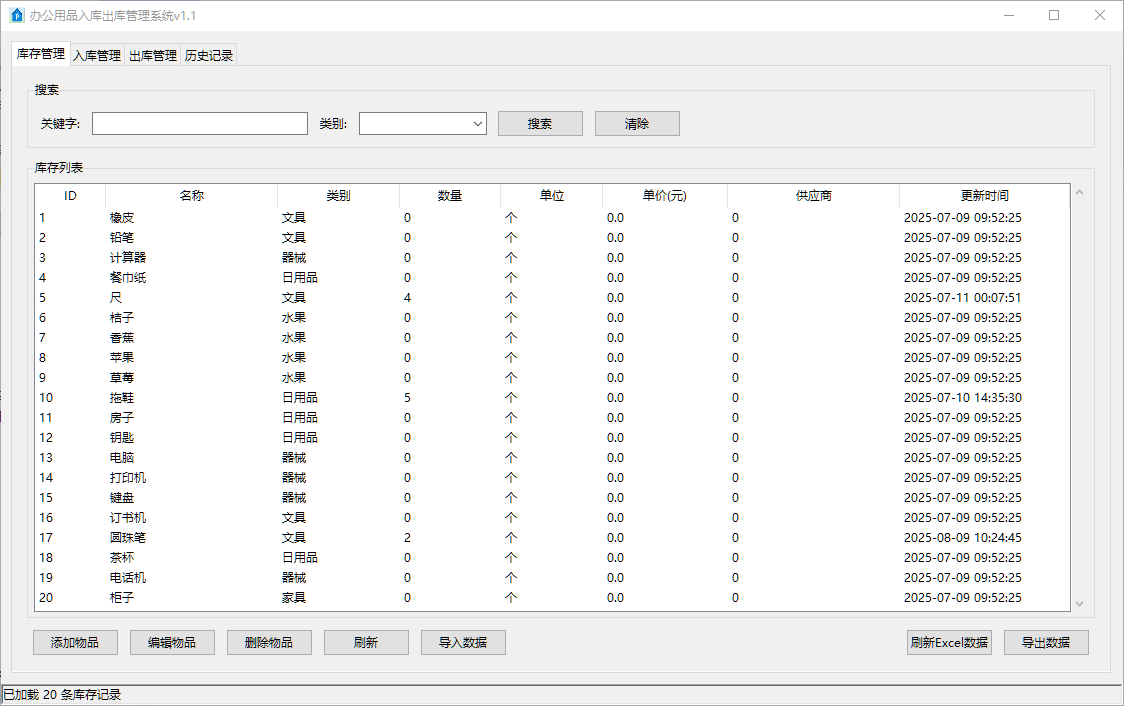 办公用品入库出库管理系统v1.1
库存管理 入库管理 出库管理 历史记录
搜索
关键字: 类别: 搜索 清除
库存列表
ID 名称 类别 数量 单位 单价(元) 供应商 更新时间
1 橡皮 文具 0 个 0.0 0 2025-07-09 09:52:25
2 铅笔 文具 0 个 0.0 0 2025-07-09 09:52:25
3 计算器 器械 0 个 0.0 0 2025-07-09 09:52:25
4 餐巾纸 日用品 0 个 0.0 0 2025-07-09 09:52:25
5 尺 文具 4 个 0.0 0 2025-07-11 00:07:51
6 桔子 水果 0 个 0.0 0 2025-07-09 09:52:25
7 香蕉 水果 0 个 0.0 0 2025-07-09 09:52:25
8 苹果 水果 0 个 0.0 0 2025-07-09 09:52:25
9 草莓 水果 0 个 0.0 0 2025-07-09 09:52:25
10 拖鞋 日用品 5 个 0.0 0 2025-07-10 14:35:30
11 房子 日用品 0 个 0.0 0 2025-07-09 09:52:25
12 钥匙 日用品 0 个 0.0 0 2025-07-09 09:52:25
13 电脑 器械 0 个 0.0 0 2025-07-09 09:52:25
14 打印机 器械 0 个 0.0 0 2025-07-09 09:52:25
15 键盘 器械 0 个 0.0 0 2025-07-09 09:52:25
16 订书机 文具 0 个 0.0 0 2025-07-09 09:52:25
17 圆珠笔 文具 2 个 0.0 0 2025-08-09 10:24:45
18 茶杯 日用品 0 个 0.0 0 2025-07-09 09:52:25
19 电话机 器械 0 个 0.0 0 2025-07-09 09:52:25
20 柜子 家具 0 个 0.0 0 2025-07-09 09:52:25
添加物品 编辑物品 删除物品 刷新 导入数据 刷新Excel数据 导出数据
已加载 20 条库存记录